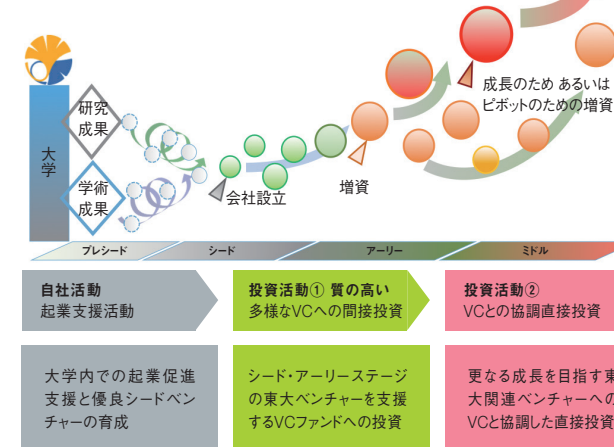 成長のため あるいは
ピボットのための増資
研究
成果
大学
学術
成果
会社設立
増資
プレシード
シード
アーリー
ミドル
自社活動
起業支援活動
投資活動① 質の高い
多様なVCへの間接投資
投資活動②
VCとの協調直接投資
大学内での起業促進
支援と優良シードベン
チャーの育成
シード・アーリーステージ
の東大ベンチャーを支援
するVCファンドへの投資
更なる成長を目指す東
大関連ベンチャーへの
VCと協調した直接投資